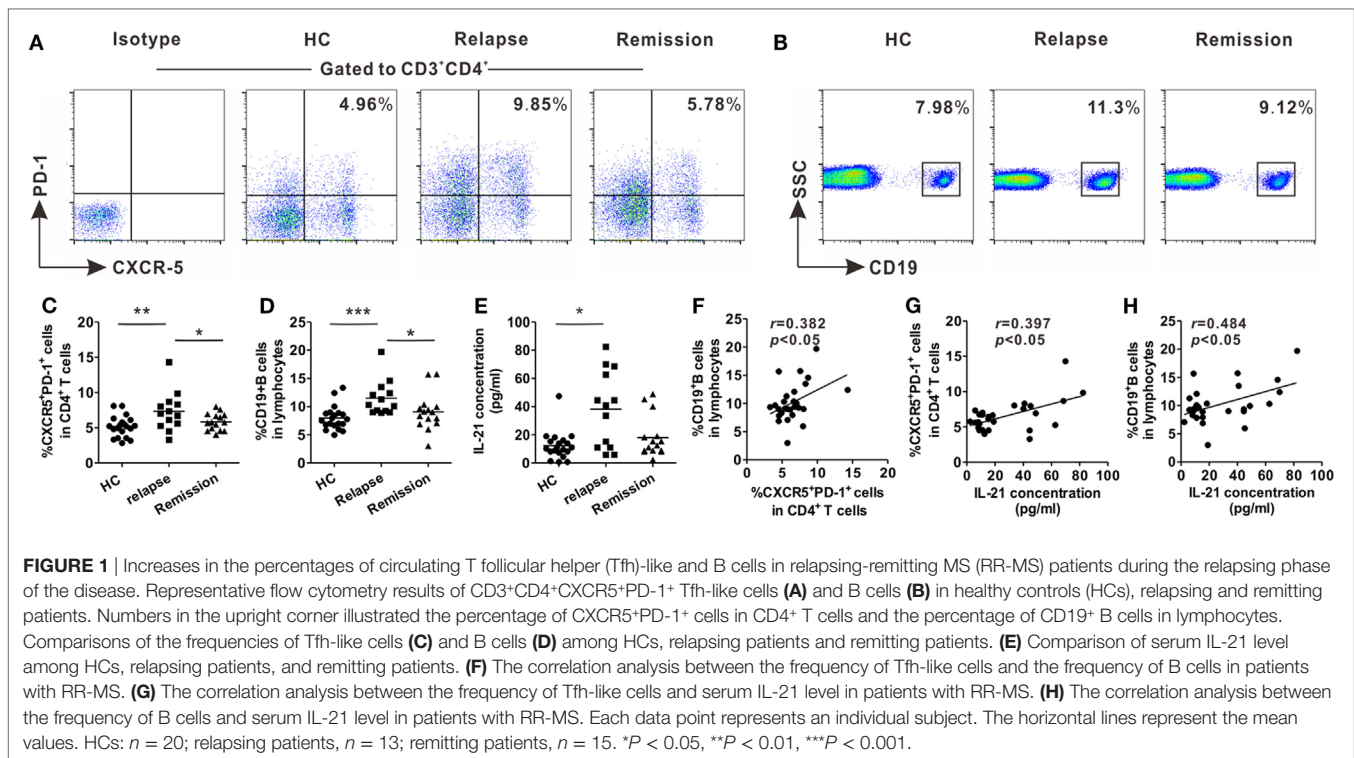 A
Isotype
HC
Relapse
Remission
Gated to CD3⁺CD4⁺
4.96%
9.85%
5.78%
PD-1
CXCR-5
B
HC
Relapse
Remission
7.98%
11.3%
9.12%
SSC
CD19
C
%CXCR5⁺PD-1⁺ cells
in CD4⁺ T cells
20
15
10
5
0
**
*
HC
relapse
Remission
D
%CD19+B cells
in lymphocytes
25
20
15
10
5
0
***
*
HC
Relapse
Remission
E
IL-21 concentration
(pg/ml)
100
80
60
40
20
0
*
HC
relapse
Remission
F
r=0.382
p<0.05
%CD19⁺B cells
in lymphocytes
25
20
15
10
5
0
0 5 10 15 20
%CXCR5⁺PD-1⁺ cells
in CD4⁺ T cells
G
r=0.397
p<0.05
%CXCR5⁺PD-1⁺ cells
in CD4⁺ T cells
20
15
10
5
0
0 20 40 60 80 100
IL-21 concentration
(pg/ml)
H
r=0.484
p<0.05
%CD19⁺B cells
in lymphocytes
25
20
15
10
5
0
0 20 40 60 80 100
IL-21 concentration
(pg/ml)
FIGURE 1 | Increases in the percentages of circulating T follicular helper (Tfh)-like and B cells in relapsing-remitting MS (RR-MS) patients during the relapsing phase
of the disease. Representative flow cytometry results of CD3⁺CD4⁺CXCR5⁺PD-1⁺ Tfh-like cells (A) and B cells (B) in healthy controls (HCs), relapsing and remitting
patients. Numbers in the upright corner illustrated the percentage of CXCR5⁺PD-1⁺ cells in CD4⁺ T cells and the percentage of CD19⁺ B cells in lymphocytes.
Comparisons of the frequencies of Tfh-like cells (C) and B cells (D) among HCs, relapsing patients and remitting patients. (E) Comparison of serum IL-21 level
among HCs, relapsing patients, and remitting patients. (F) The correlation analysis between the frequency of Tfh-like cells and the frequency of B cells in patients
with RR-MS. (G) The correlation analysis between the frequency of Tfh-like cells and serum IL-21 level in patients with RR-MS. (H) The correlation analysis between
the frequency of B cells and serum IL-21 level in patients with RR-MS. Each data point represents an individual subject. The horizontal lines represent the mean
values. HCs: n = 20; relapsing patients, n = 13; remitting patients, n = 15. *P < 0.05, **P < 0.01, ***P < 0.001.